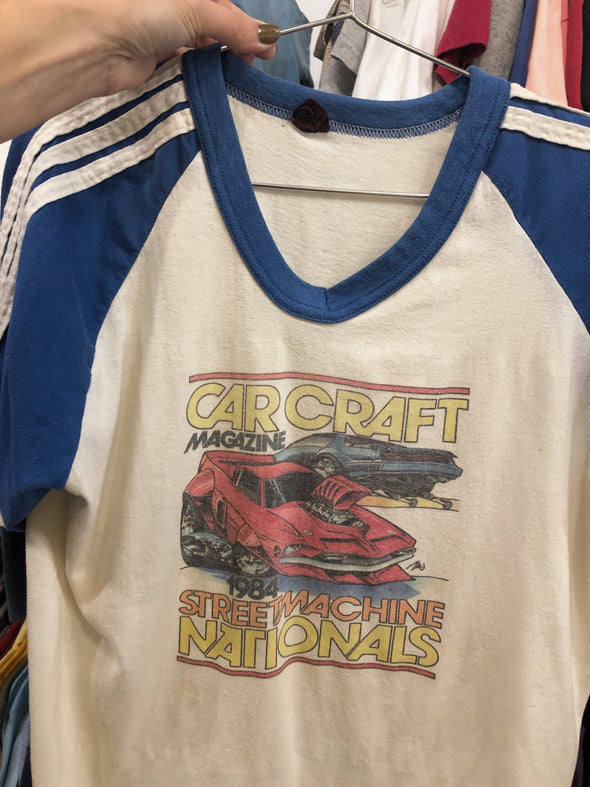 CAR CRAFT
MAGAZINE
1984
STREET MACHINE
NATIONALS